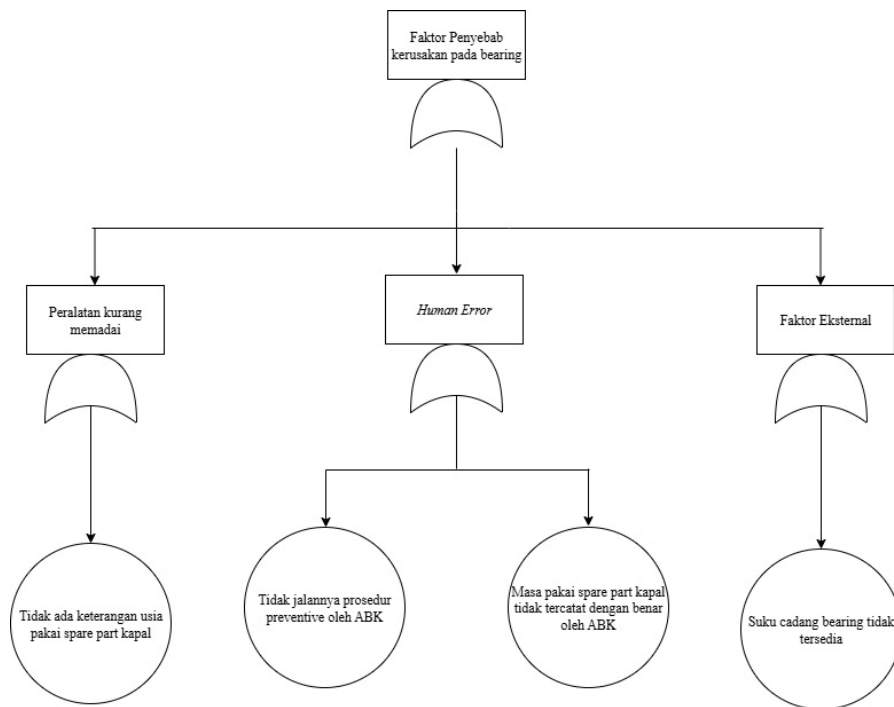 Faktor Penyebab
kerusakan pada bearing
Peralatan kurang
memadai
Human Error
Faktor Eksternal
Tidak ada keterangan usia
pakai spare part kapal
Tidak jalannya prosedur
preventive oleh ABK
Masa pakai spare part kapal
tidak tercatat dengan benar
oleh ABK
Suku cadang bearing tidak
tersedia